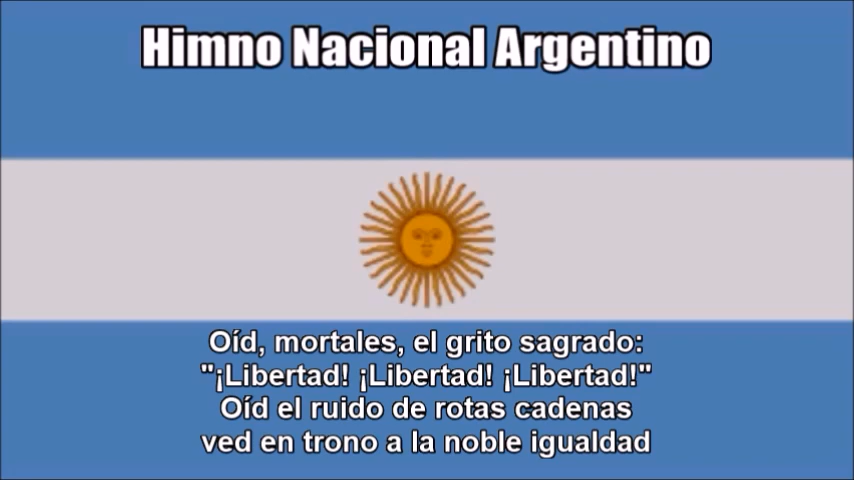 Himno Nacional Argentino
Oíd, mortales, el grito sagrado:
"¡Libertad! ¡Libertad! ¡Libertad!"
Oíd el ruido de rotas cadenas
ved en trono a la noble igualdad